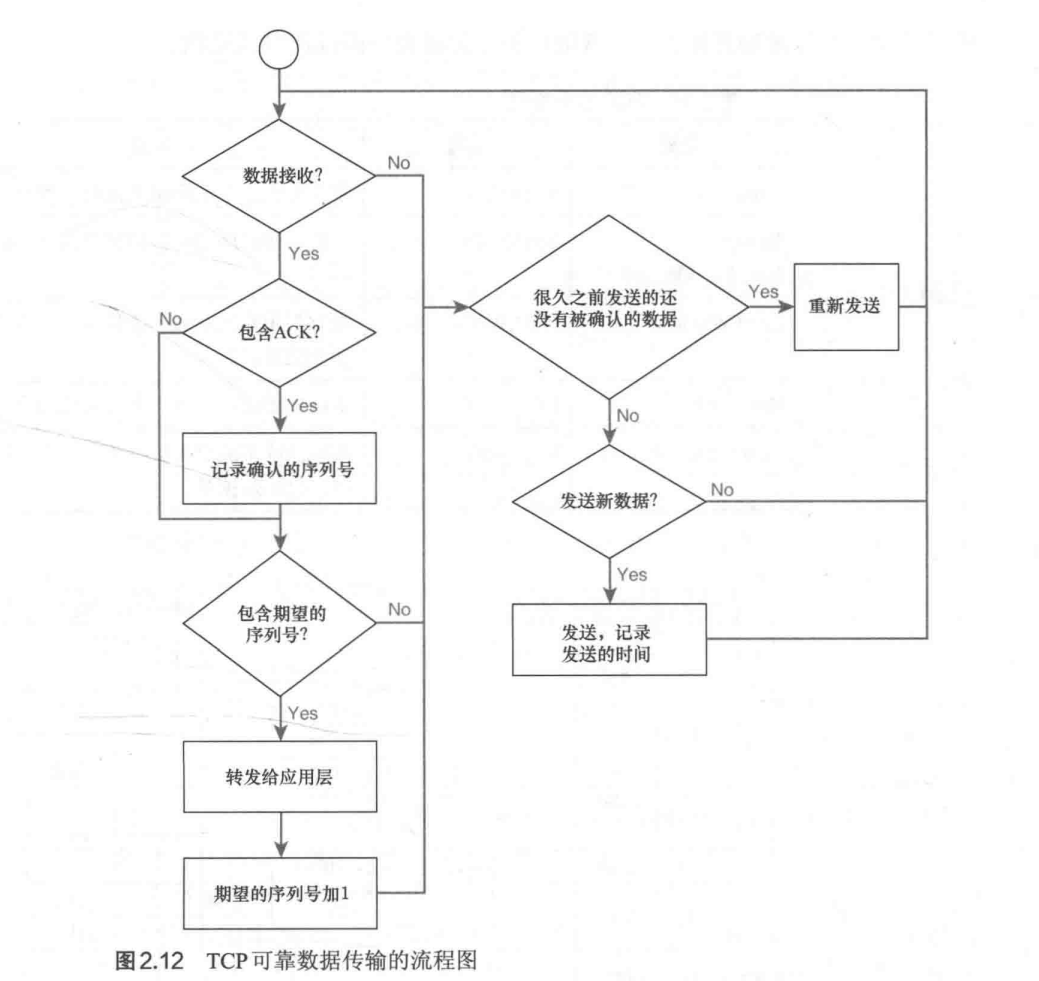 数据接收?
No
Yes
包含ACK?
No
Yes
记录确认的序列号
包含期望的
序列号?
No
Yes
转发给应用层
期望的序列号加1
很久之前发送的还
没有被确认的数据
Yes
重新发送
No
发送新数据?
No
Yes
发送，记录
发送的时间
图2.12 TCP可靠数据传输的流程图